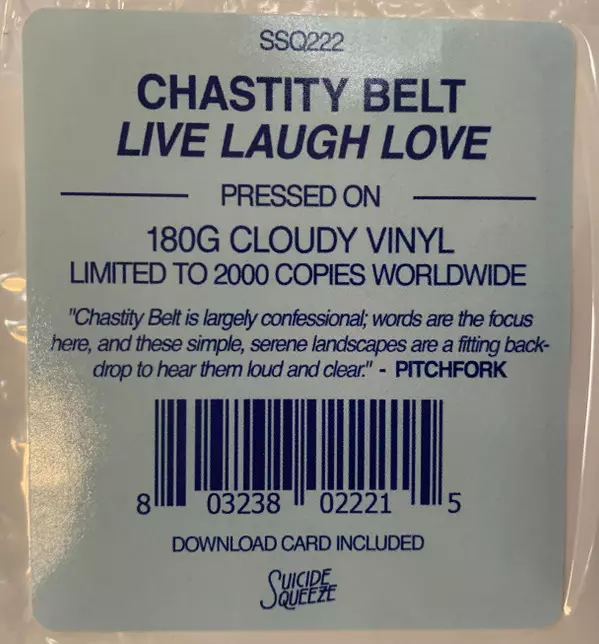 SSQ222
CHASTITY BELT
LIVE LAUGH LOVE
PRESSED ON
180G CLOUDY VINYL
LIMITED TO 2000 COPIES WORLDWIDE
"Chastity Belt is largely confessional; words are the focus
here, and these simple, serene landscapes are a fitting back-
drop to hear them loud and clear." - PITCHFORK
8 03238 02221 5
DOWNLOAD CARD INCLUDED
SUICIDE
SQUEEZE